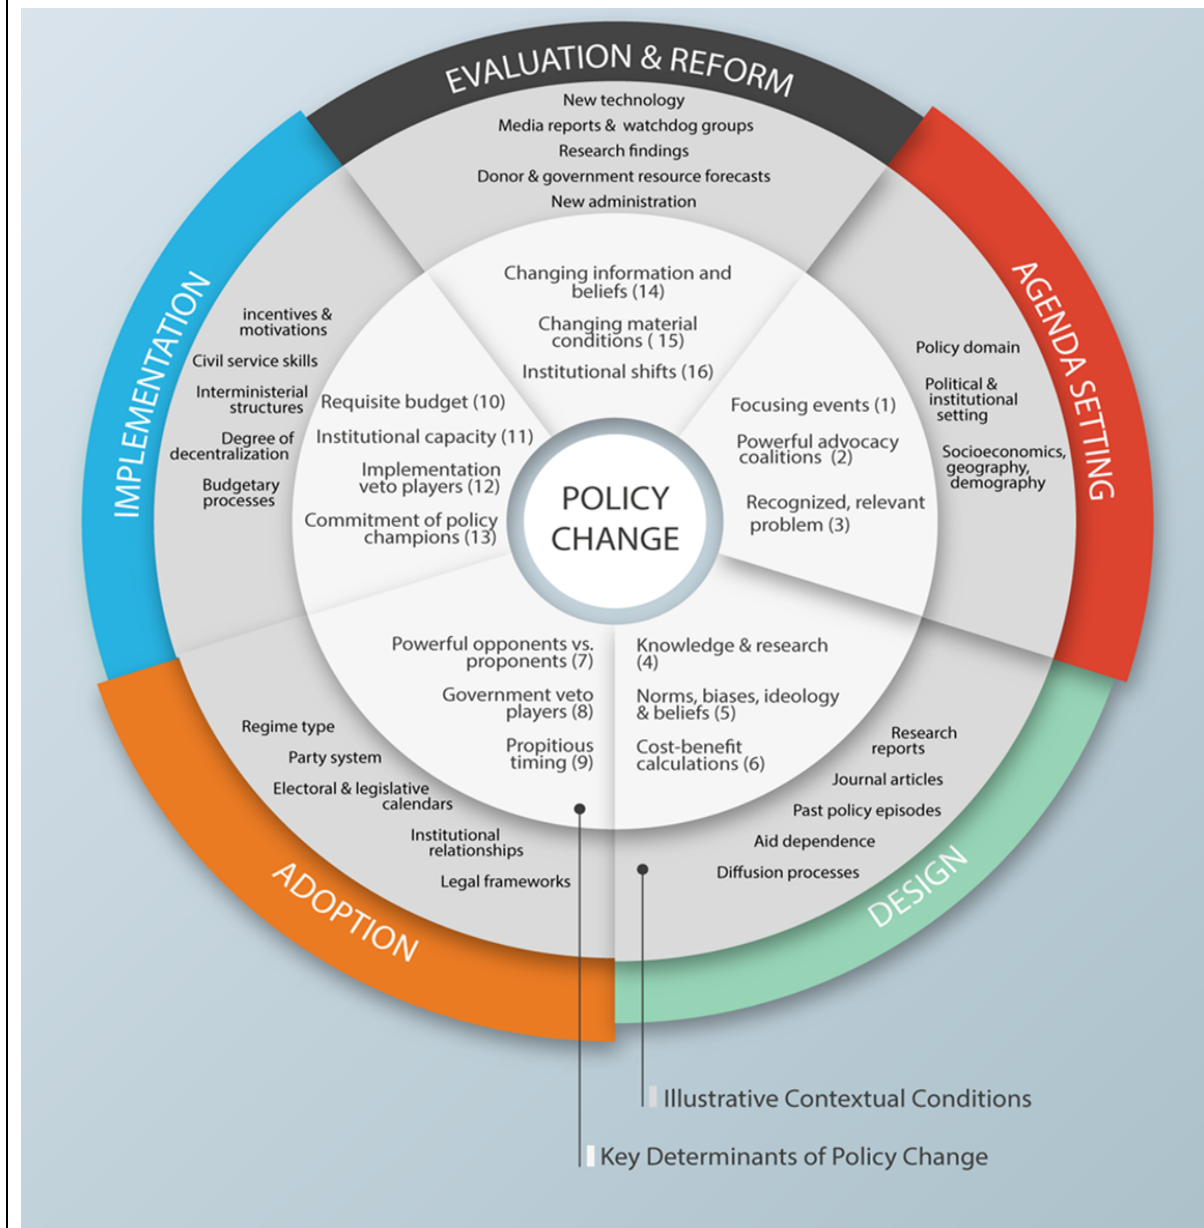 EVALUATION & REFORM
New technology
Media reports & watchdog groups
Research findings
Donor & government resource forecasts
New administration
Changing information and
beliefs (14)
Changing material
conditions ( 15)
Institutional shifts (16)
AGENDA SETTING
Policy domain
Political &
institutional
setting
Socioeconomics,
geography,
demography
Focusing events (1)
Powerful advocacy
coalitions (2)
Recognized, relevant
problem (3)
DESIGN
Research
reports
Journal articles
Past policy episodes
Aid dependence
Diffusion processes
Knowledge & research
(4)
Norms, biases, ideology
& beliefs (5)
Cost-benefit
calculations (6)
ADOPTION
Regime type
Party system
Electoral & legislative
calendars
Institutional
relationships
Legal frameworks
Powerful opponents vs.
proponents (7)
Government veto
players (8)
Propitious
timing (9)
IMPLEMENTATION
incentives &
motivations
Civil service skills
Interministerial
structures
Degree of
decentralization
Budgetary
processes
Requisite budget (10)
Institutional capacity (11)
Implementation
veto players (12)
Commitment of policy
champions (13)
POLICY
CHANGE
Illustrative Contextual Conditions
Key Determinants of Policy Change